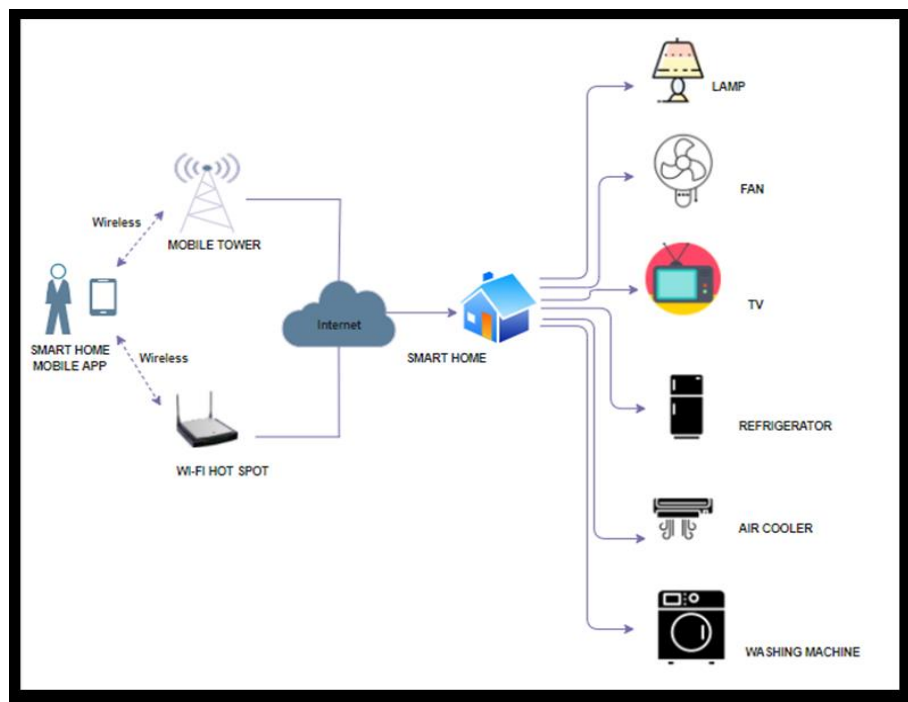 LAMP
FAN
Wireless
MOBILE TOWER
TV
Internet
SMART HOME
MOBILE APP
Wireless
SMART HOME
REFRIGERATOR
WI-FI HOT SPOT
AIR COOLER
WASHING MACHINE